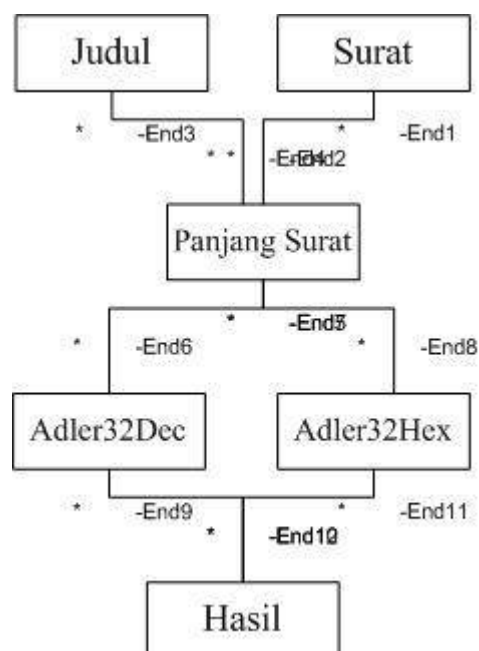 Judul
Surat
* -End3
* -End1
* *
Panjang Surat
*
* -End6
* -End8
Adler32Dec
Adler32Hex
* -End9
* -End11
*
Hasil